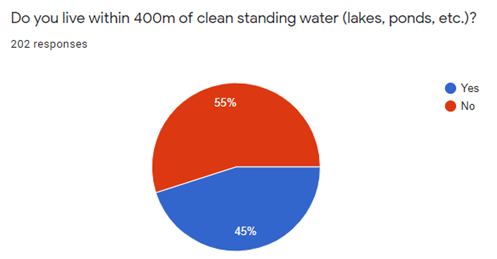 Do you live within 400m of clean standing water (lakes, ponds, etc.)?
202 responses
Yes
No
55%
45%